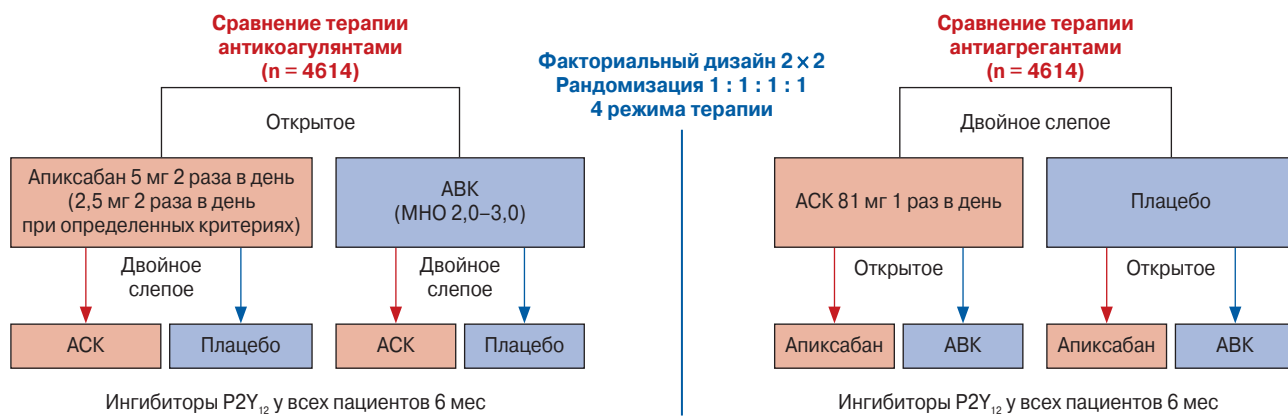 Сравнение терапии
антикоагулянтами
(n = 4614)
Открытое
Апиксабан 5 мг 2 раза в день
(2,5 мг 2 раза в день
при определенных критериях)
АВК
(МНО 2,0–3,0)
Двойное
слепое
Двойное
слепое
АСК
Плацебо
АСК
Плацебо
Ингибиторы P2Y₁₂ у всех пациентов 6 мес
Факториальный дизайн 2 × 2
Рандомизация 1 : 1 : 1 : 1
4 режима терапии
Сравнение терапии
антиагрегантами
(n = 4614)
Двойное слепое
АСК 81 мг 1 раз в день
Плацебо
Открытое
Открытое
Апиксабан
АВК
Апиксабан
АВК
Ингибиторы P2Y₁₂ у всех пациентов 6 мес